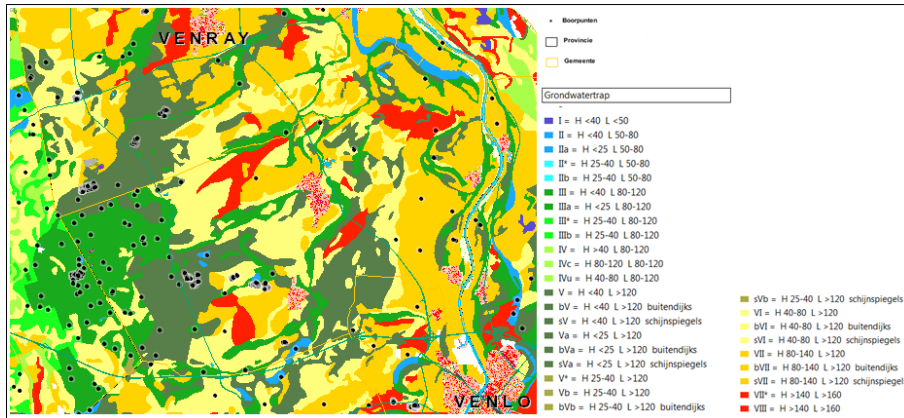 VENRAY
VENLO
Boorpunten
Provincie
Gemeente
Grondwatertrap
-
I = H <40 L <50
II = H <40 L 50-80
IIa = H <25 L 50-80
II* = H 25-40 L 50-80
IIb = H 25-40 L 50-80
III = H <40 L 80-120
IIIa = H <25 L 80-120
III* = H 25-40 L 80-120
IIIb = H 25-40 L 80-120
IV = H >40 L 80-120
IVc = H 80-120 L 80-120
IVu = H 40-80 L 80-120
V = H <40 L >120
bV = H <40 L >120 buitendijks
sV = H <40 L >120 schijnspiegels
Va = H <25 L >120
bVa = H <25 L >120 buitendijks
sVa = H <25 L >120 schijnspiegels
V* = H 25-40 L >120
Vb = H 25-40 L >120
bVb = H 25-40 L >120 buitendijks
sVb = H 25-40 L >120 schijnspiegels
VI = H 40-80 L >120
bVI = H 40-80 L >120 buitendijks
sVI = H 40-80 L >120 schijnspiegels
VII = H 80-140 L >120
bVII = H 80-140 L >120 buitendijks
sVII = H 80-140 L >120 schijnspiegels
VII* = H >140 L >160
VIII = H >140 L >160